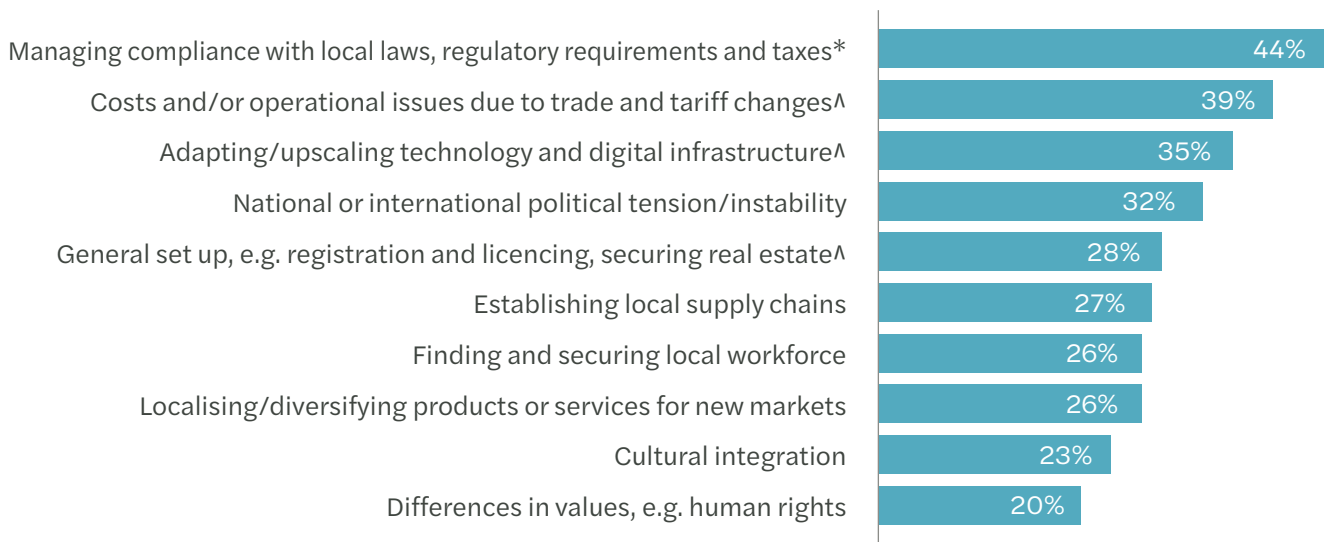 Managing compliance with local laws, regulatory requirements and taxes* 44%
Costs and/or operational issues due to trade and tariff changes^ 39%
Adapting/upscaling technology and digital infrastructure^ 35%
National or international political tension/instability 32%
General set up, e.g. registration and licencing, securing real estate^ 28%
Establishing local supply chains 27%
Finding and securing local workforce 26%
Localising/diversifying products or services for new markets 26%
Cultural integration 23%
Differences in values, e.g. human rights 20%